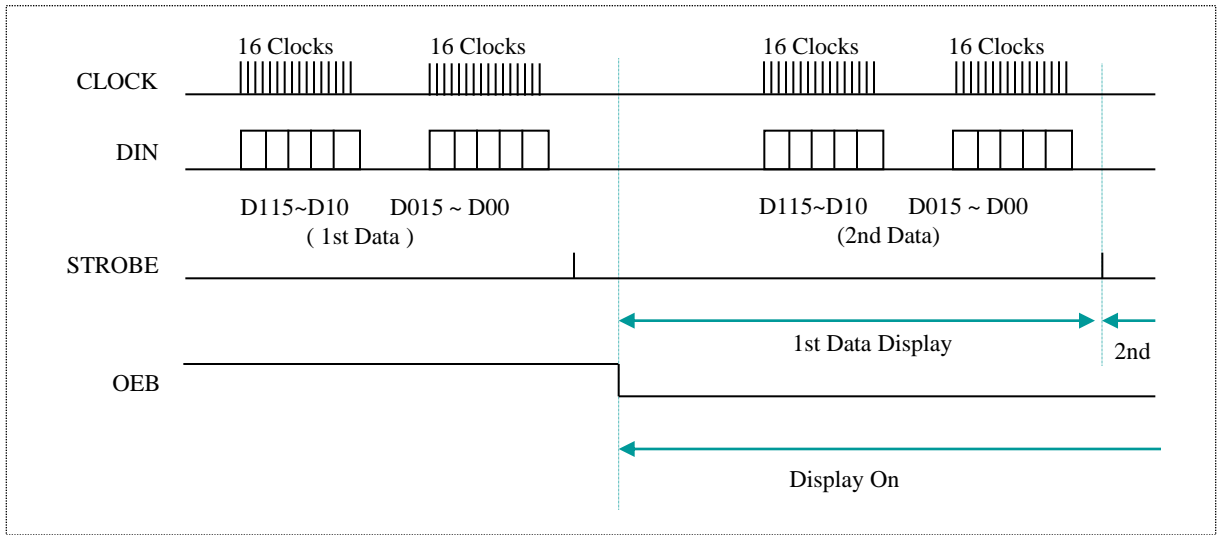 16 Clocks 16 Clocks 16 Clocks 16 Clocks
CLOCK
DIN
D115~D10 D015 ~ D00 D115~D10 D015 ~ D00
( 1st Data ) (2nd Data)
STROBE
1st Data Display 2nd
OEB
Display On